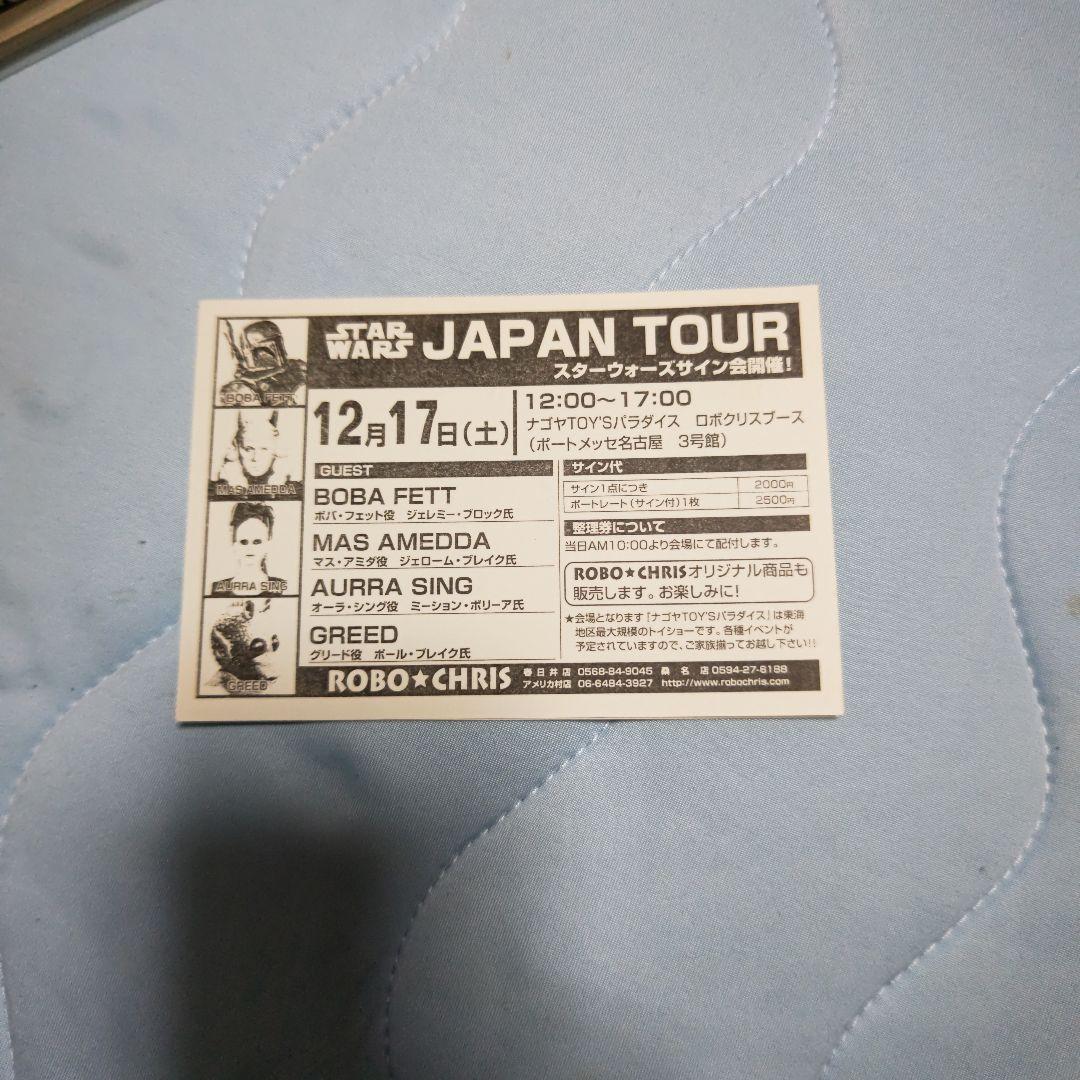 STAR WARS JAPAN TOUR
スターウォーズサイン会開催!
BOBA FETT
MAS AMEDDA
AURRA SING
GREED
12月17日(土)
12:00〜17:00
ナゴヤTOY'Sパラダイス ロボクリスブース
(ポートメッセ名古屋 3号館)
GUEST
BOBA FETT
ボバ・フェット役 ジェレミー・ブロック氏
MAS AMEDDA
マス・アミダ役 ジェローム・ブレイク氏
AURRA SING
オーラ・シング役 ミーション・ボリーア氏
GREED
グリード役 ポール・ブレイク氏
サイン代
サイン1点につき 2000円
ポートレート(サイン付)1枚 2500円
整理券について
当日AM10:00より会場にて配付します。
ROBO★CHRISオリジナル商品も
販売します。お楽しみに!
★会場となります「ナゴヤTOY'Sパラダイス」は東海
地区最大規模のトイショーです。各種イベントが
予定されていますので、ご家族揃ってお越し下さい!!
ROBO★CHRIS
春日井店 0568-84-9045 桑名店 0594-27-6188
アメリカ村店 06-6484-3927 http://www.robochris.com